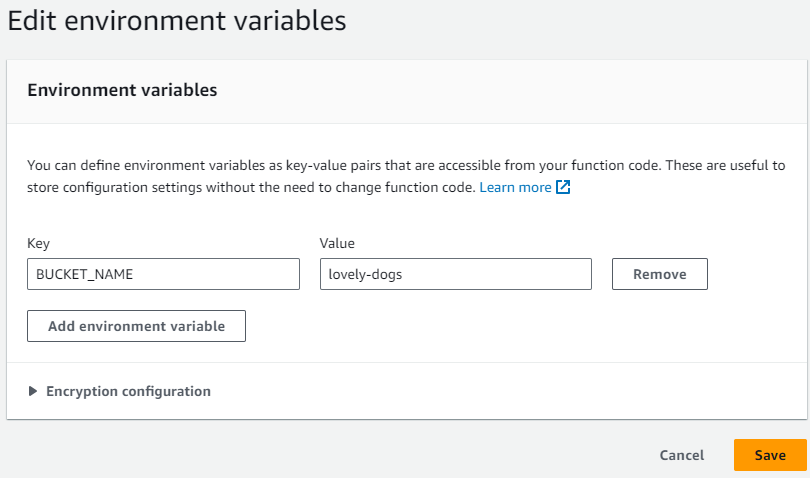 Edit environment variables
Environment variables
You can define environment variables as key-value pairs that are accessible from your function code. These are useful to
store configuration settings without the need to change function code. Learn more
Key
Value
BUCKET_NAME
lovely-dogs
Remove
Add environment variable
Encryption configuration
Cancel
Save